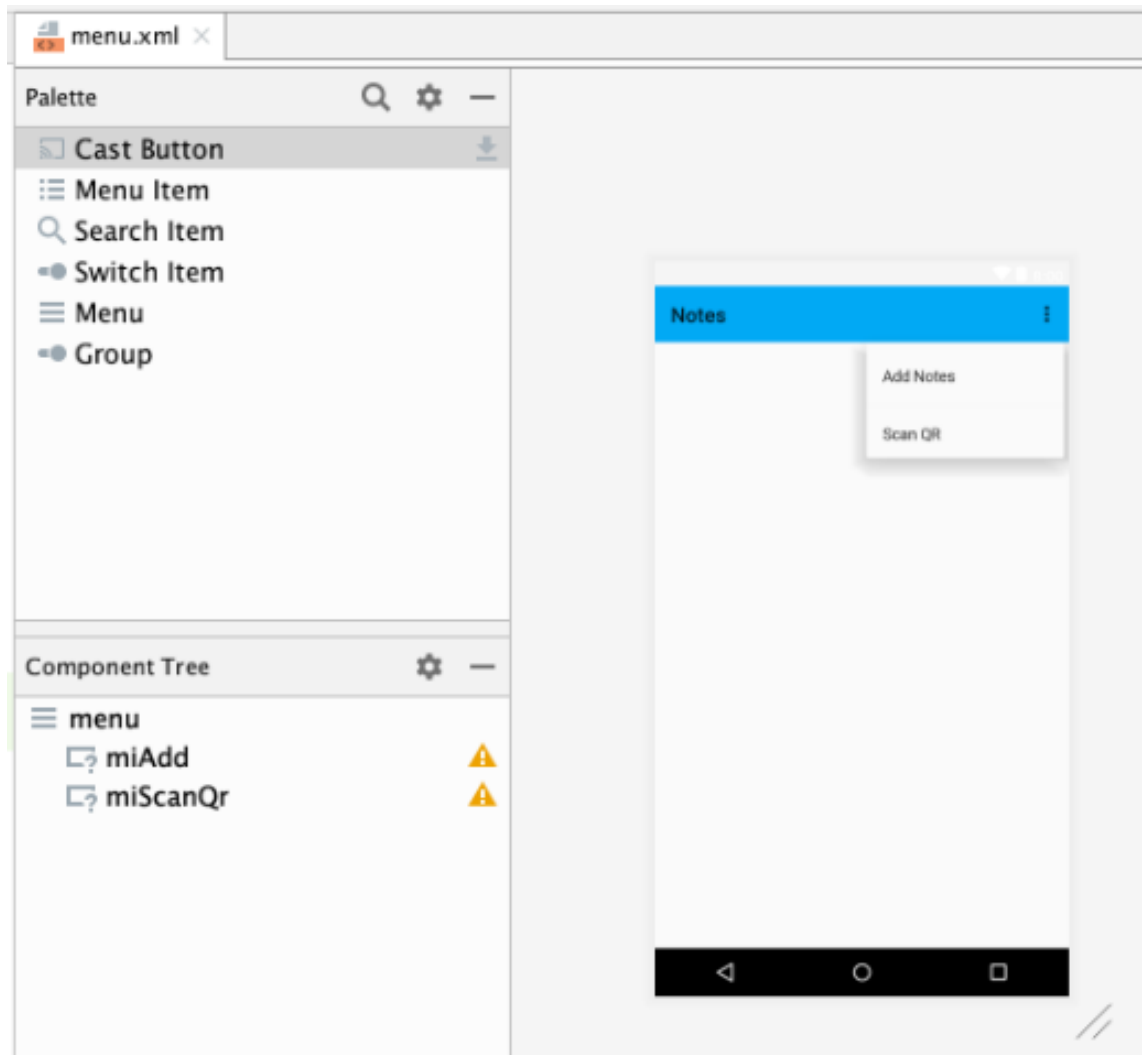 menu.xml
Palette
Cast Button
Menu Item
Search Item
Switch Item
Menu
Group
Component Tree
menu
miAdd
miScanQr
Notes
Add Notes
Scan QR